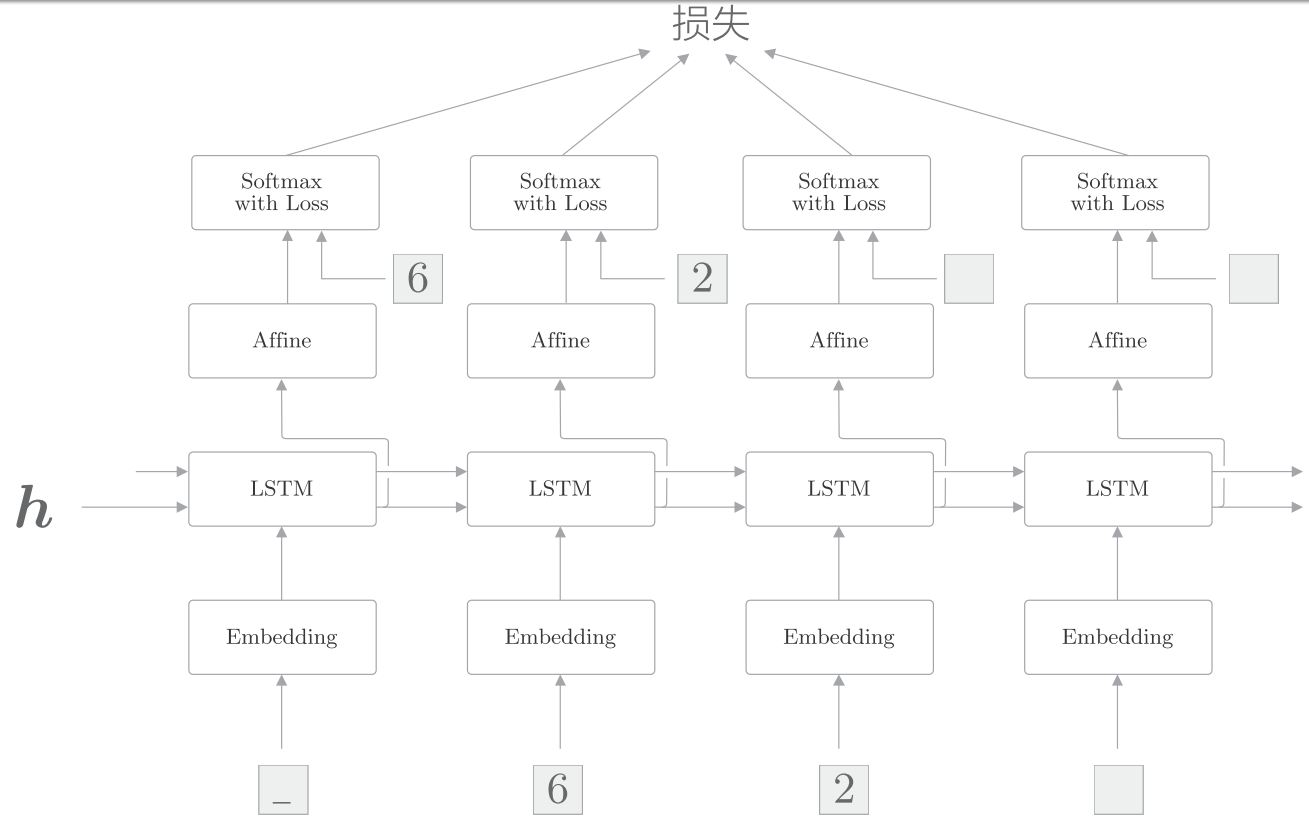 损失
Softmax
with Loss
Softmax
with Loss
Softmax
with Loss
Softmax
with Loss
6
2
Affine
Affine
Affine
Affine
h
LSTM
LSTM
LSTM
LSTM
Embedding
Embedding
Embedding
Embedding
_
6
2